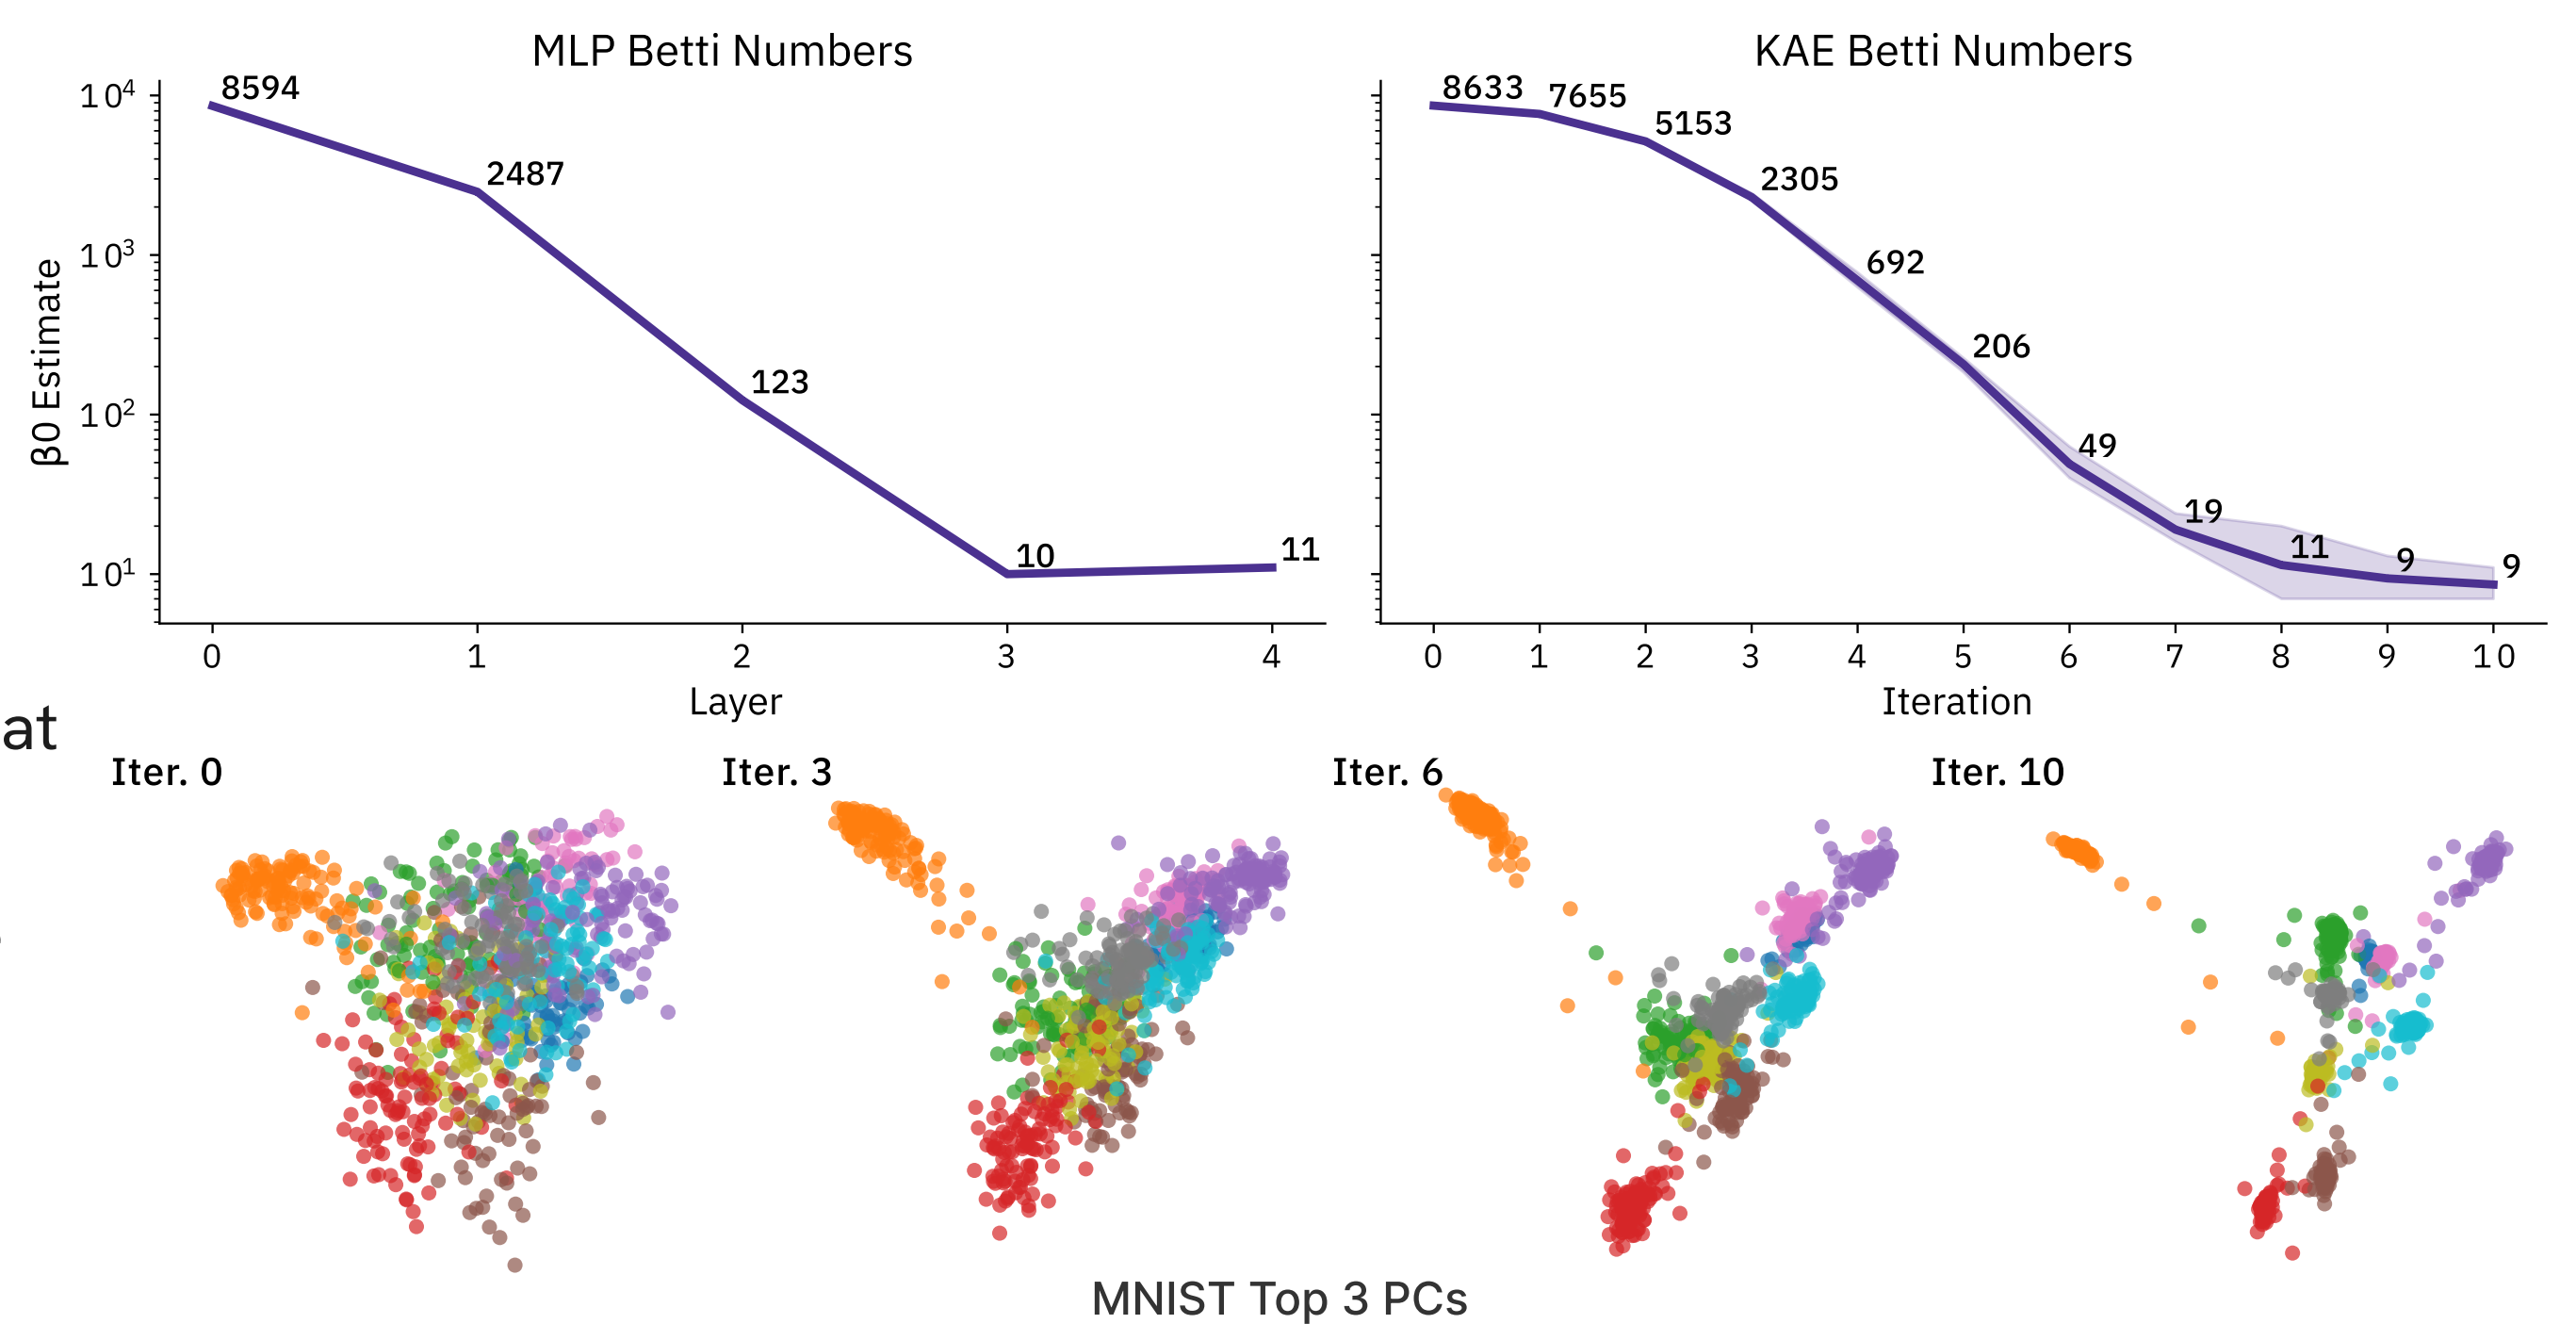 MLP Betti Numbers
β0 Estimate
10⁴
10³
10²
10¹
8594
2487
123
10
11
0 1 2 3 4
Layer
KAE Betti Numbers
8633
7655
5153
2305
692
206
49
19
11
9
9
0 1 2 3 4 5 6 7 8 9 10
Iteration
at
Iter. 0
Iter. 3
Iter. 6
Iter. 10
MNIST Top 3 PCs